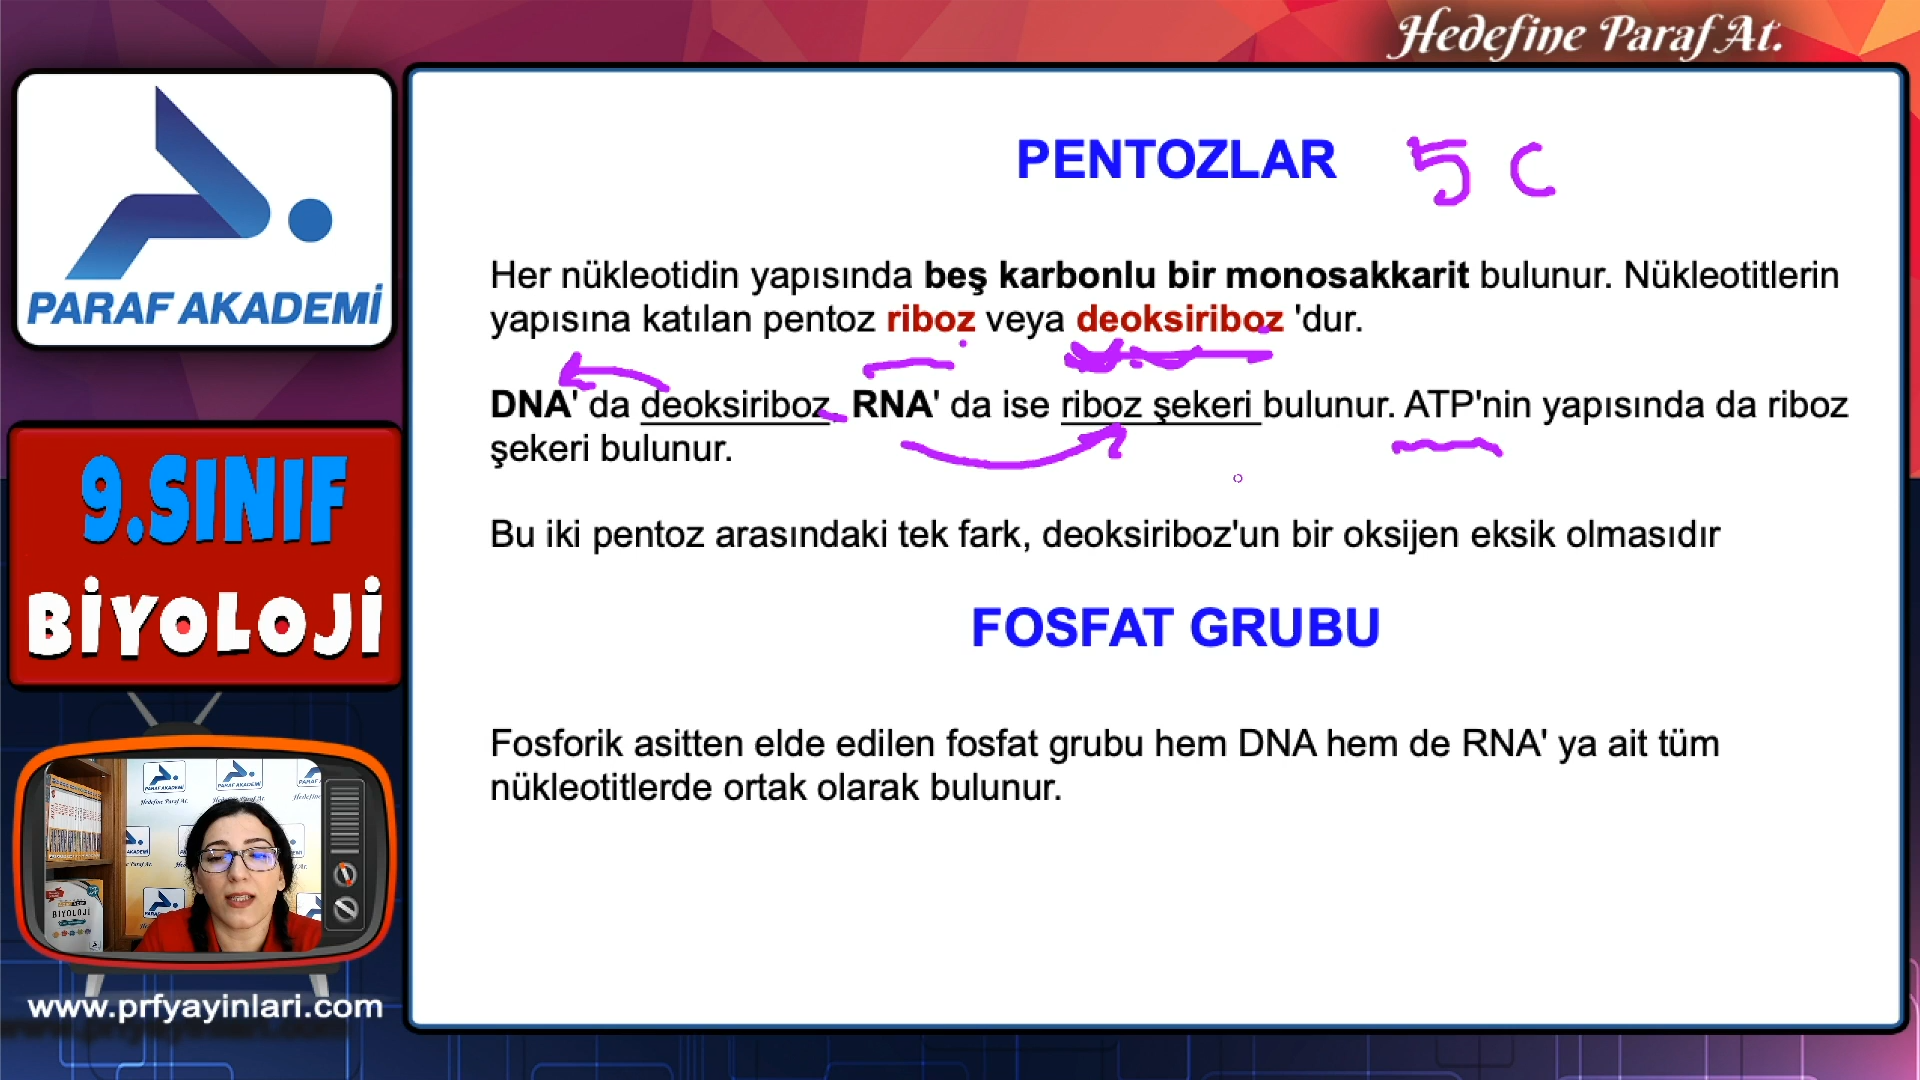 Hedefine Paraf At.
PARAF AKADEMİ
9.SINIF
BİYOLOJİ
www.prfyayinlari.com
PENTOZLAR 5 C
Her nükleotidin yapısında beş karbonlu bir monosakkarit bulunur. Nükleotitlerin
yapısına katılan pentoz riboz veya deoksiriboz 'dur.
DNA' da deoksiriboz RNA' da ise riboz şekeri bulunur. ATP'nin yapısında da riboz
şekeri bulunur.
Bu iki pentoz arasındaki tek fark, deoksiriboz'un bir oksijen eksik olmasıdır
FOSFAT GRUBU
Fosforik asitten elde edilen fosfat grubu hem DNA hem de RNA' ya ait tüm
nükleotitlerde ortak olarak bulunur.